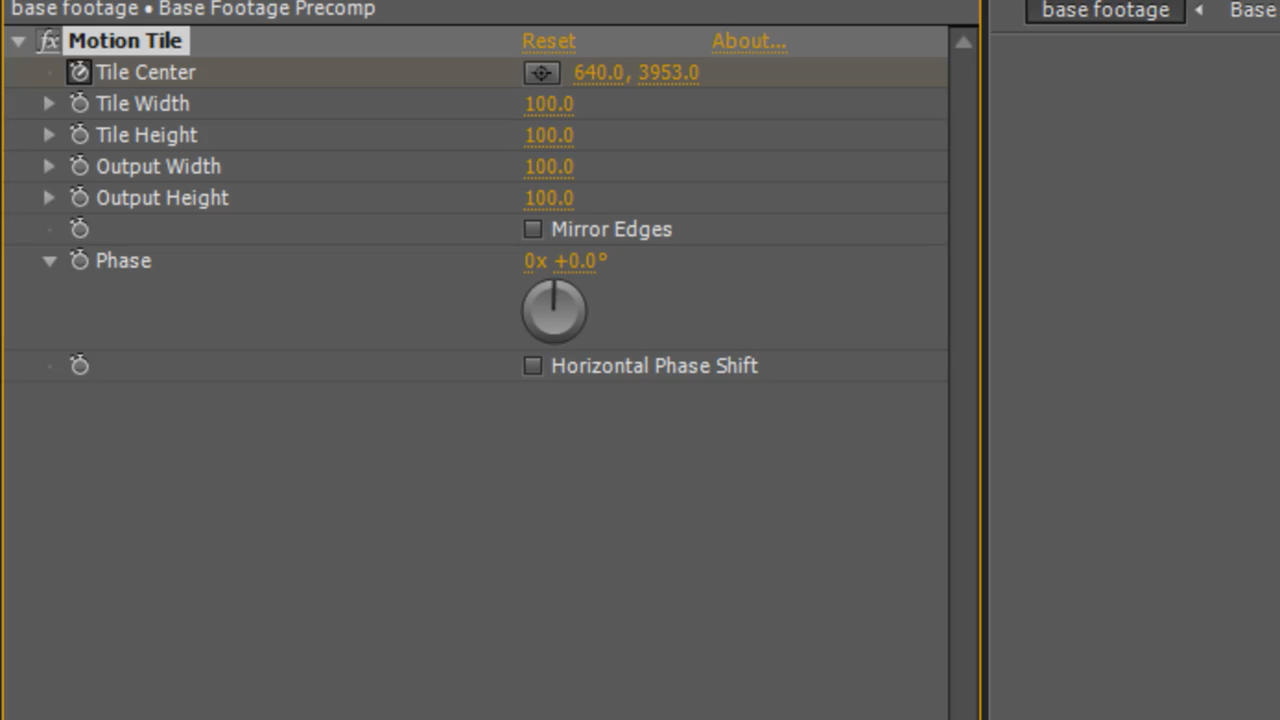 base footage • Base Footage Precomp
base footage
Base
fx Motion Tile Reset About...
Tile Center 640.0, 3953.0
Tile Width 100.0
Tile Height 100.0
Output Width 100.0
Output Height 100.0
Mirror Edges
Phase 0x +0.0°
Horizontal Phase Shift